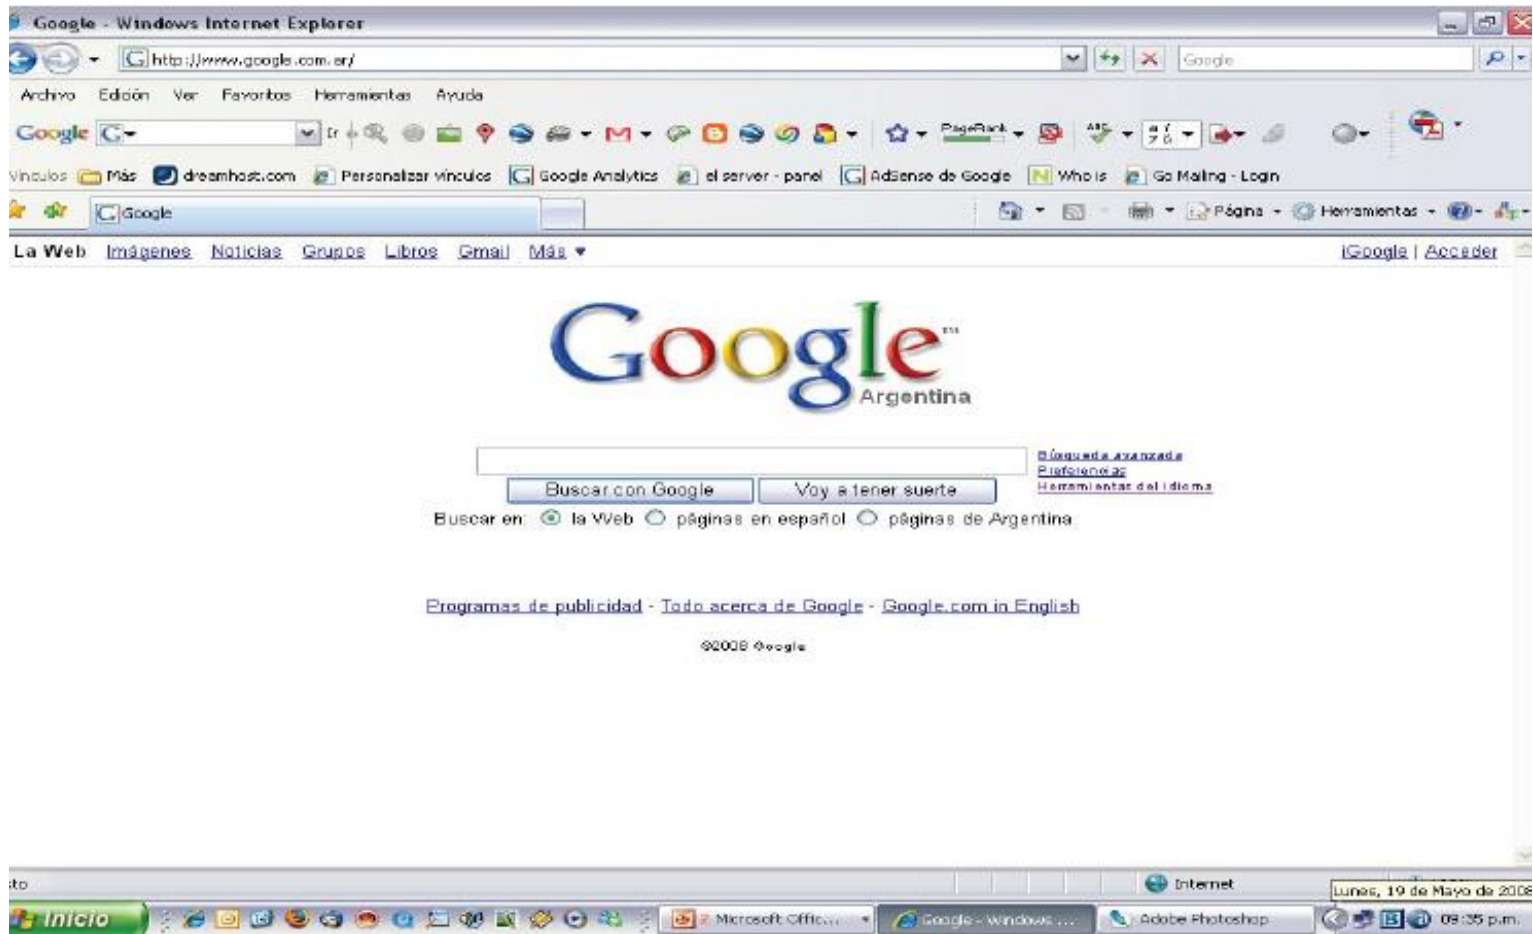 Google - Windows Internet Explorer
http://www.google.com.ar/
Google
Archivo Edición Ver Favoritos Herramientas Ayuda
Google Ir PageRank
Vínculos Más dreamhost.com Personalizar vínculos Google Analytics el server - panel AdSense de Google Who is Go Mailing - Login
Google Página Herramientas
La Web Imágenes Noticias Grupos Libros Gmail Más iGoogle | Acceder
Google™
Argentina
Búsqueda avanzada
Preferencias
Buscar con Google Voy a tener suerte Herramientas del idioma
Buscar en: la Web páginas en español páginas de Argentina
Programas de publicidad - Todo acerca de Google - Google.com in English
©2008 Google
Internet
Lunes, 19 de Mayo de 2008
Inicio 2 Microsoft Offic... Google - Windows ... Adobe Photoshop 09:35 p.m.